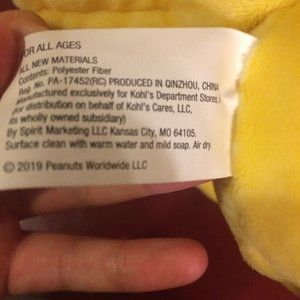 FOR ALL AGES
ALL NEW MATERIALS
Contents: Polyester Fiber
Reg. No. PA-17452(RC) PRODUCED IN QINZHOU, CHINA
Manufactured exclusively for Kohl's Department Stores,
(for distribution on behalf of Kohl's Cares, LLC,
its wholly owned subsidiary)
By Spirit Marketing LLC Kansas City, MO 64105.
Surface clean with warm water and mild soap. Air dry.
© 2019 Peanuts Worldwide LLC